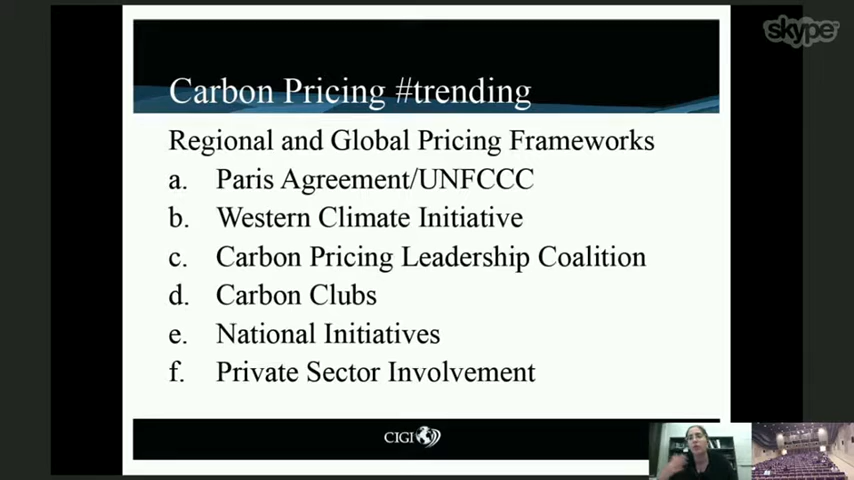 skype
Carbon Pricing #trending
Regional and Global Pricing Frameworks
a. Paris Agreement/UNFCCC
b. Western Climate Initiative
c. Carbon Pricing Leadership Coalition
d. Carbon Clubs
e. National Initiatives
f. Private Sector Involvement
CIGI